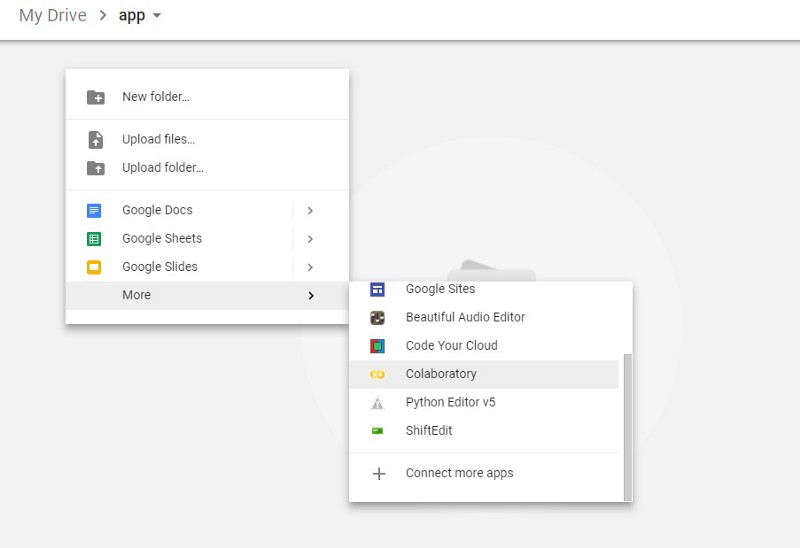 My Drive > app
New folder...
Upload files...
Upload folder...
Google Docs
Google Sheets
Google Slides
More
Google Sites
Beautiful Audio Editor
Code Your Cloud
Colaboratory
Python Editor v5
ShiftEdit
Connect more apps